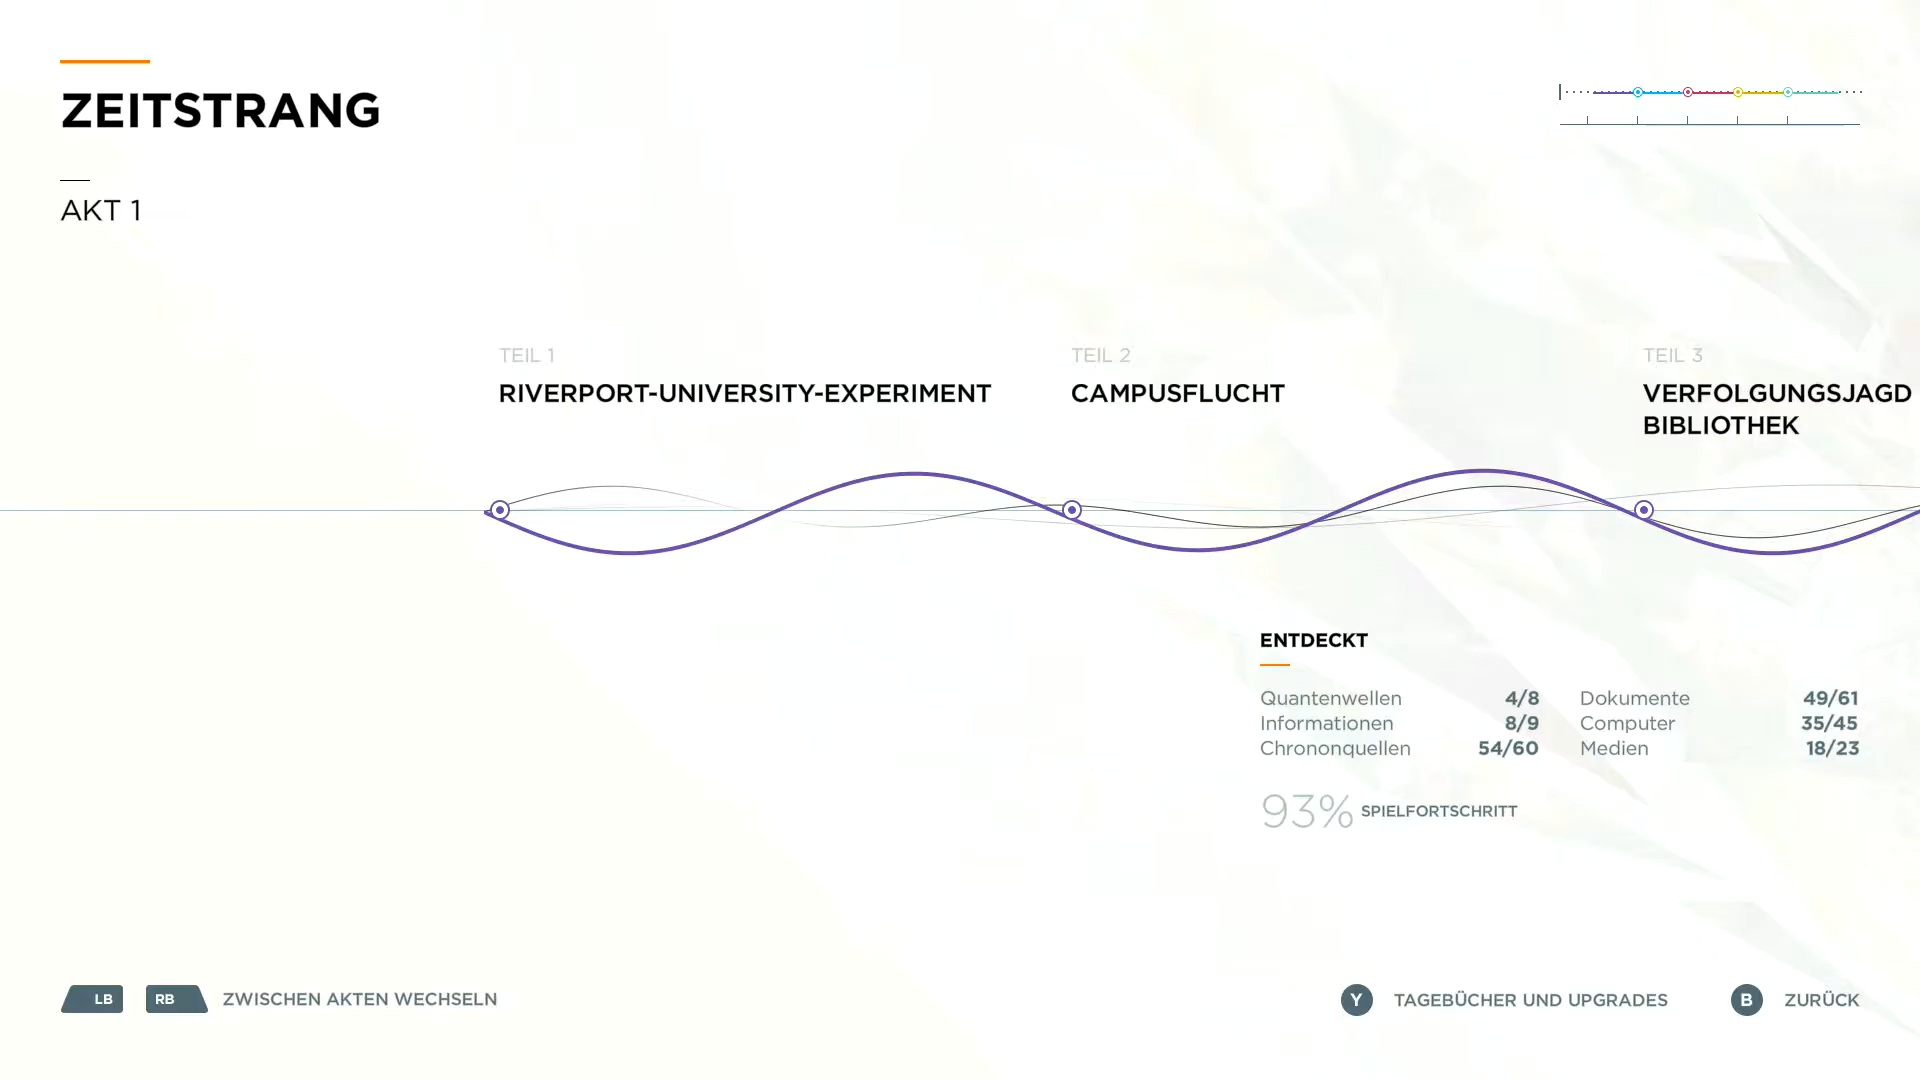 ZEITSTRANG
AKT 1
TEIL 1
RIVERPORT-UNIVERSITY-EXPERIMENT
TEIL 2
CAMPUSFLUCHT
TEIL 3
VERFOLGUNGSJAGD
BIBLIOTHEK
ENTDECKT
Quantenwellen 4/8 Dokumente 49/61
Informationen 8/9 Computer 35/45
Chrononquellen 54/60 Medien 18/23
93% SPIELFORTSCHRITT
LB RB ZWISCHEN AKTEN WECHSELN
Y TAGEBÜCHER UND UPGRADES B ZURÜCK